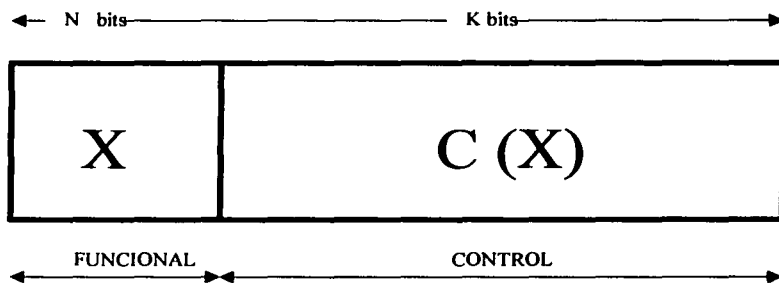 N bits K bits
X C (X)
FUNCIONAL CONTROL